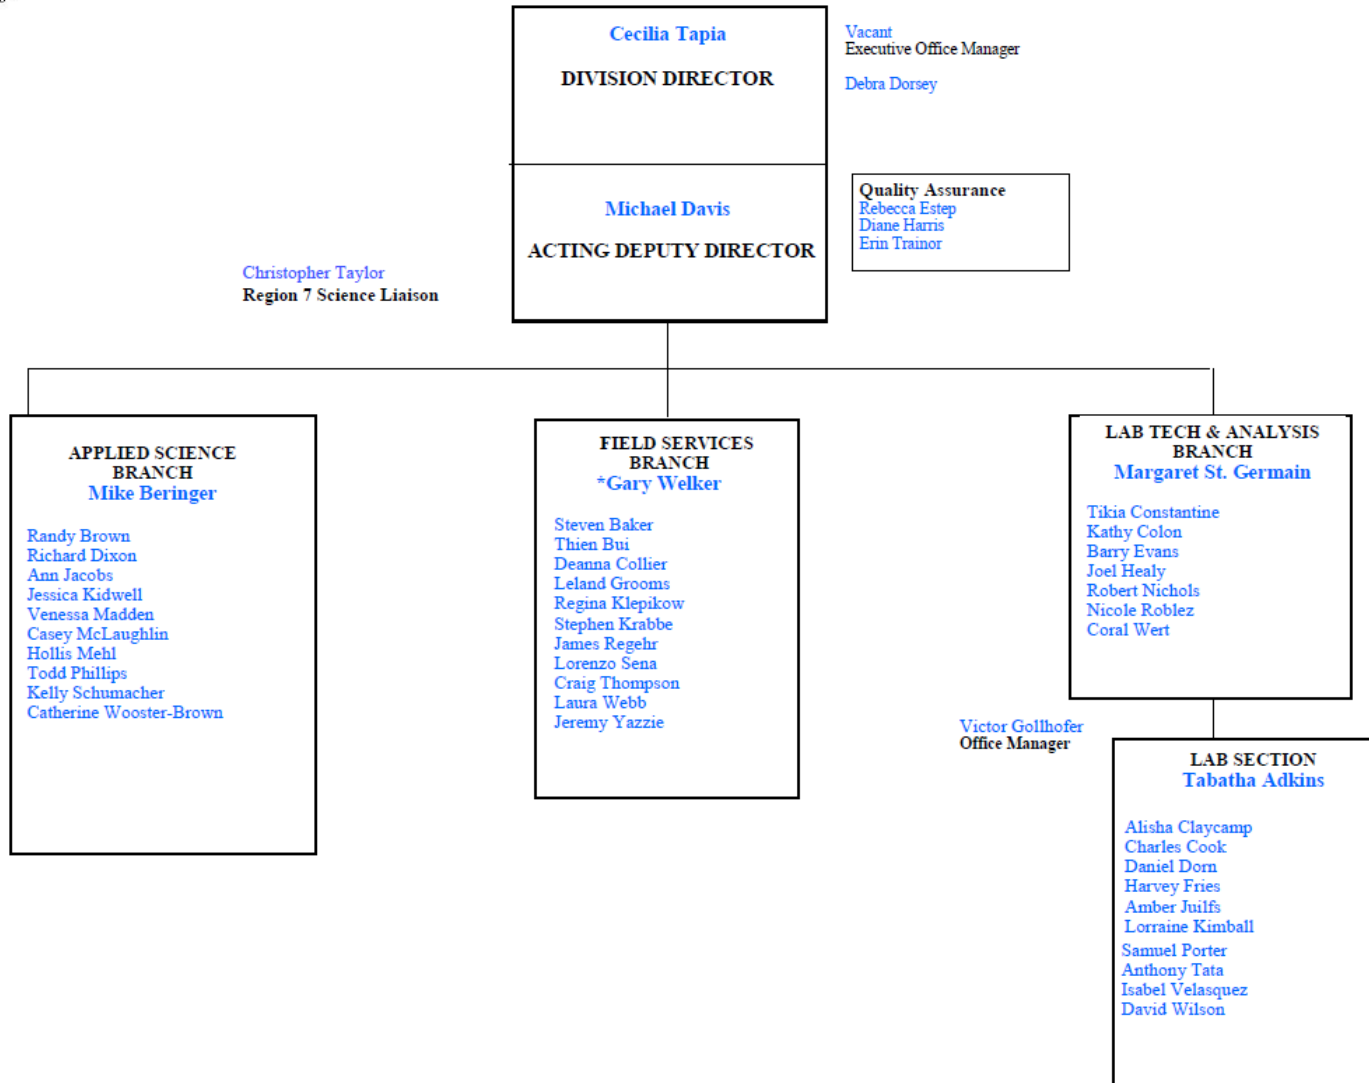 Cecilia Tapia
DIVISION DIRECTOR
Vacant
Executive Office Manager
Debra Dorsey
Michael Davis
ACTING DEPUTY DIRECTOR
Quality Assurance
Rebecca Estep
Diane Harris
Erin Trainor
Christopher Taylor
Region 7 Science Liaison
APPLIED SCIENCE
BRANCH
Mike Beringer
Randy Brown
Richard Dixon
Ann Jacobs
Jessica Kidwell
Venessa Madden
Casey McLaughlin
Hollis Mehl
Todd Phillips
Kelly Schumacher
Catherine Wooster-Brown
FIELD SERVICES
BRANCH
*Gary Welker
Steven Baker
Thien Bui
Deanna Collier
Leland Grooms
Regina Klepikow
Stephen Krabbe
James Regehr
Lorenzo Sena
Craig Thompson
Laura Webb
Jeremy Yazzie
LAB TECH & ANALYSIS
BRANCH
Margaret St. Germain
Tikia Constantine
Kathy Colon
Barry Evans
Joel Healy
Robert Nichols
Nicole Roblez
Coral Wert
Victor Gollhofer
Office Manager
LAB SECTION
Tabatha Adkins
Alisha Claycamp
Charles Cook
Daniel Dorn
Harvey Fries
Amber Juilfs
Lorraine Kimball
Samuel Porter
Anthony Tata
Isabel Velasquez
David Wilson